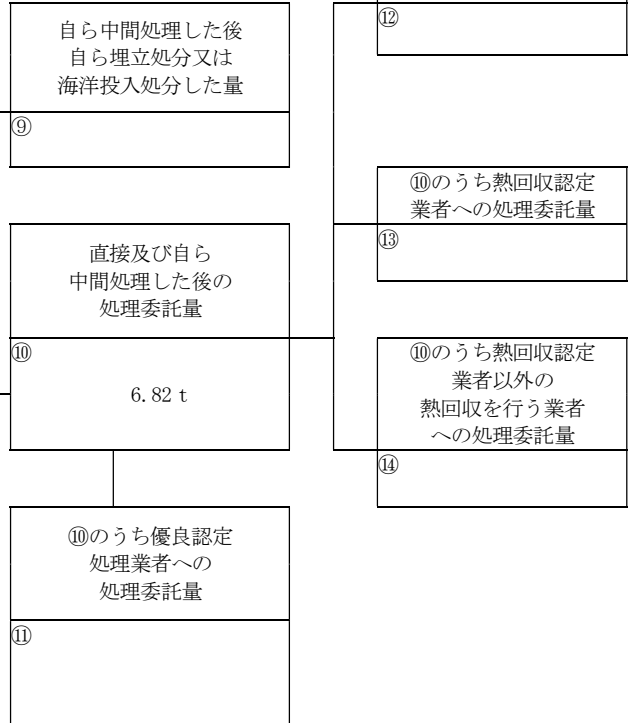 自ら中間処理した後
自ら埋立処分又は
海洋投入処分した量
⑨
直接及び自ら
中間処理した後の
処理委託量
⑩
6.82 t
⑩のうち優良認定
処理業者への
処理委託量
⑪
⑫
⑩のうち熱回収認定
業者への処理委託量
⑬
⑩のうち熱回収認定
業者以外の
熱回収を行う業者
への処理委託量
⑭